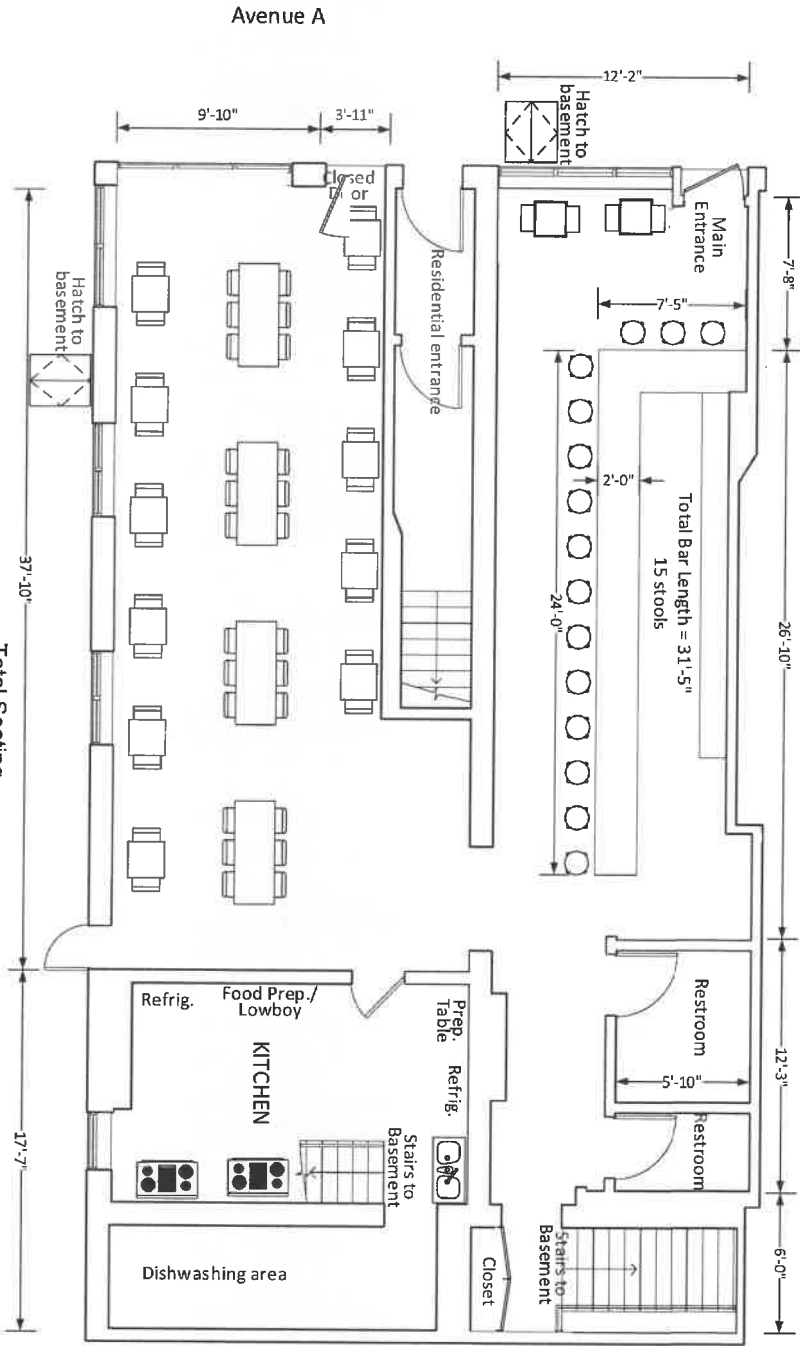 Avenue A
12'-2"
Hatch to
basement
9'-10"
3'-11"
Closed
Door
Main
Entrance
7'-8"
7'-5"
Residential entrance
Hatch to
basement
2'-0"
Total Bar Length = 31'-5"
15 stools
24'-0"
26'-10"
37'-10"
Total Seating
Refrig.
Food Prep./
Lowboy
Prep.
Table
Refrig.
KITCHEN
Stairs to
Basement
Restroom
5'-10"
12'-3"
Restroom
17'-7"
Dishwashing area
Closet
Stairs to
Basement
6'-0"